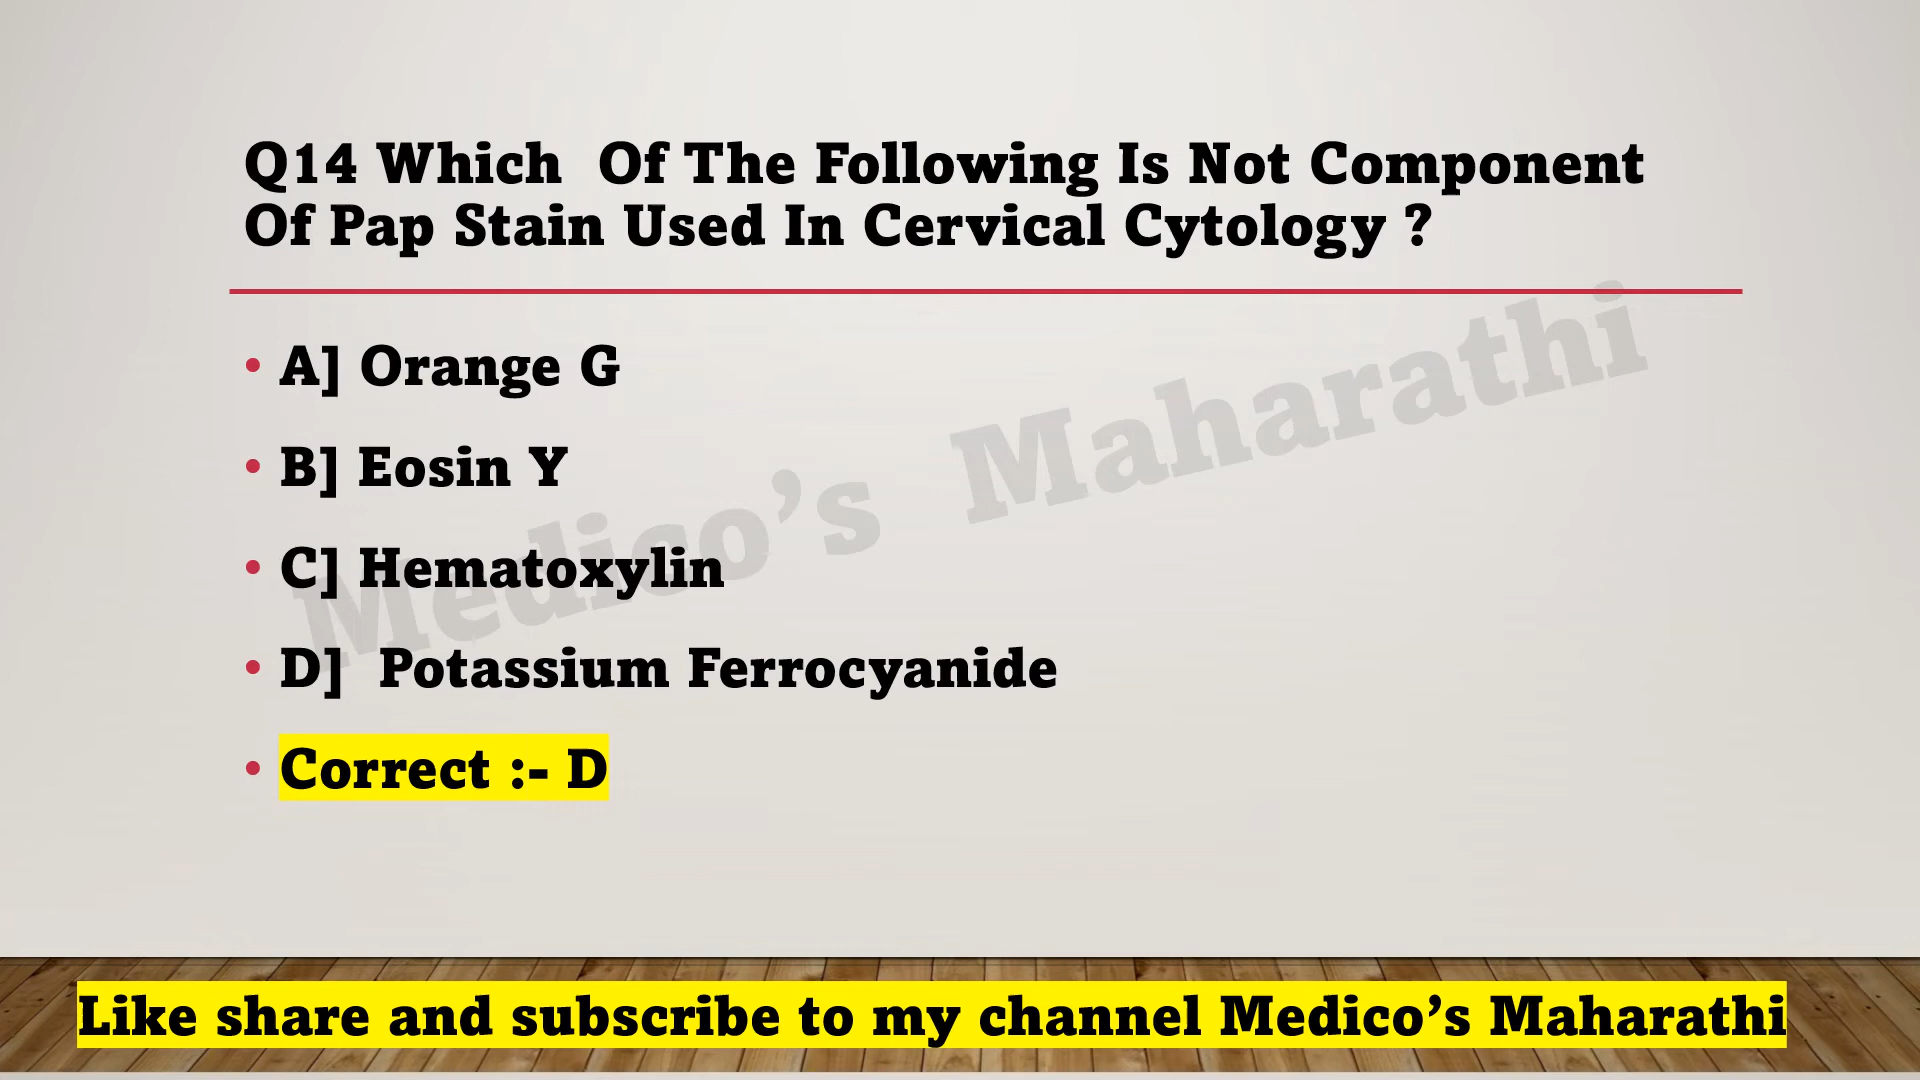 Q14 Which  Of The Following Is Not Component
Of Pap Stain Used In Cervical Cytology ?
• A] Orange G
• B] Eosin Y
• C] Hematoxylin
• D]  Potassium Ferrocyanide
• Correct :- D
Medico’s Maharathi
Like share and subscribe to my channel Medico’s Maharathi